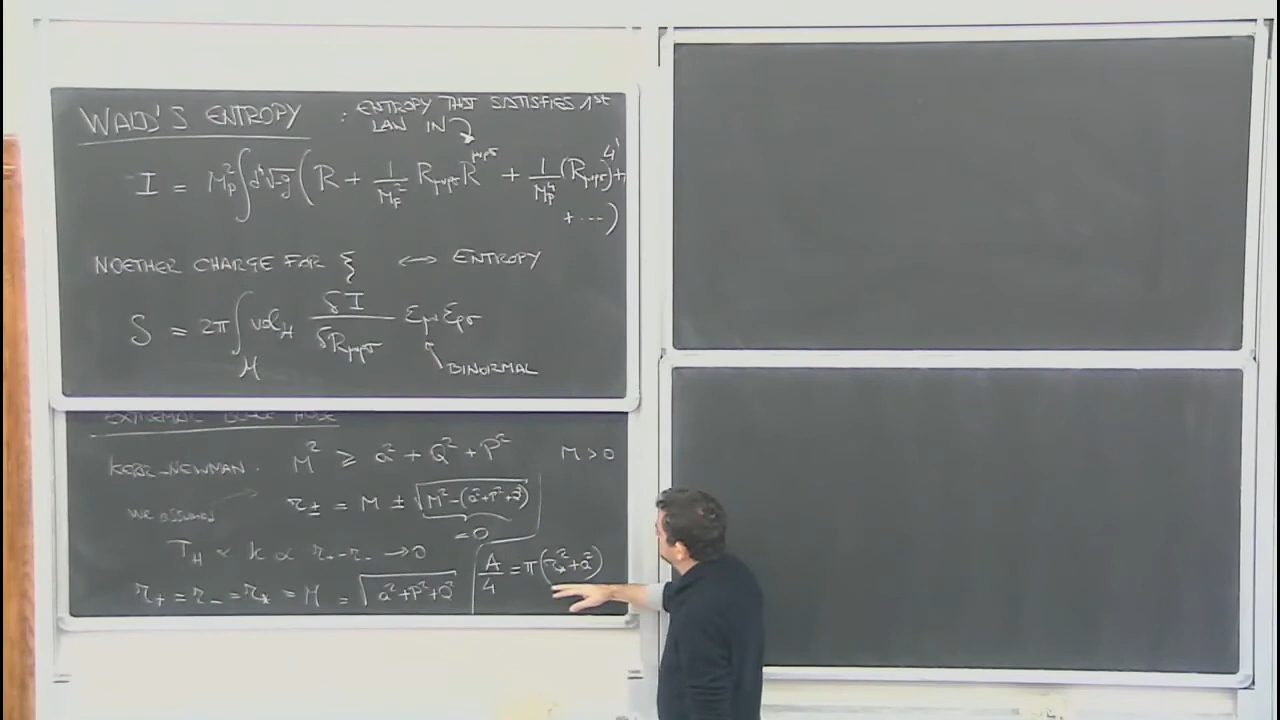 WALD'S ENTROPY : ENTROPY THAT SATISFIES 1st
LAW IN
I = M_P^2 ∫ d^4x √-g ( R + 1/M_P^2 R_μνρσ R^μνρσ + 1/M_P^4 (R_μνρσ)^4 + ...
+ ... )
NOETHER CHARGE FOR ξ ↔ ENTROPY
S = 2π ∫_H vol_H δI/δR_μνρσ ε_μν ε_ρσ
BINORMAL
EXTREMAL BLACK HOLE
KERR-NEWMAN. M^2 ≥ a^2 + Q^2 + P^2 M > 0
we assumed r_± = M ± √(M^2 - (a^2+P^2+Q^2))
= 0
T_H ∝ k ∝ r_+ - r_- → 0
A/4 = π(r_*^2 + a^2)
r_+ = r_- = r_* = M = √(a^2+P^2+Q^2)